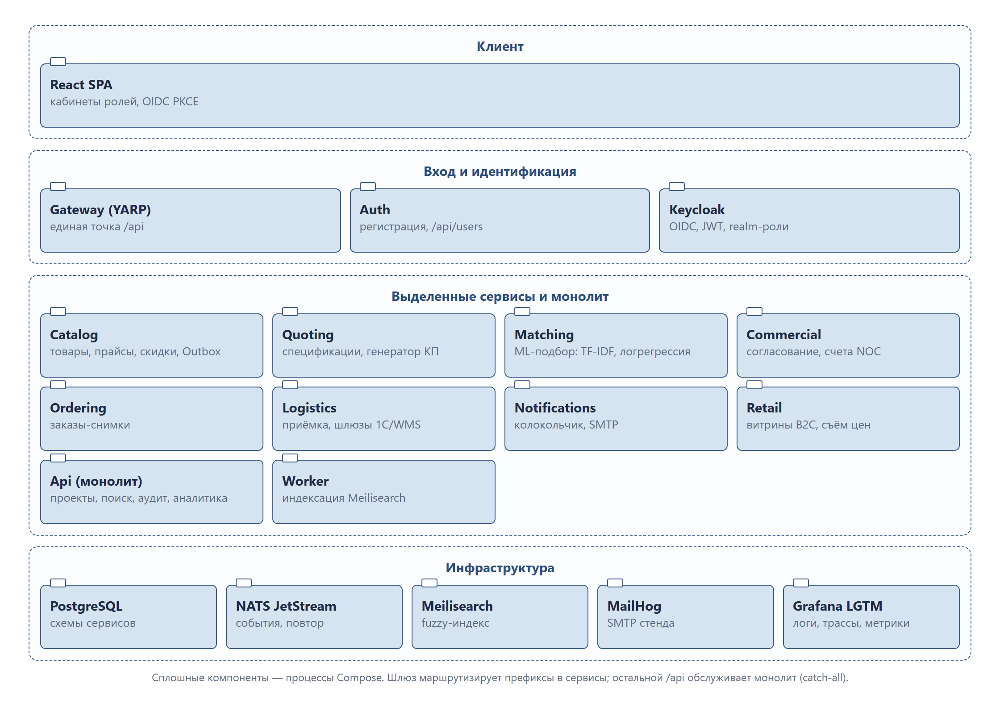 Клиент
React SPA
кабинеты ролей, OIDC PKCE
Вход и идентификация
Gateway (YARP)
единая точка /api
Auth
регистрация, /api/users
Keycloak
OIDC, JWT, realm-роли
Выделенные сервисы и монолит
Catalog
товары, прайсы, скидки, Outbox
Quoting
спецификации, генератор КП
Matching
ML-подбор: TF-IDF, логрегрессия
Commercial
согласование, счета NOC
Ordering
заказы-снимки
Logistics
приёмка, шлюзы 1С/WMS
Notifications
колокольчик, SMTP
Retail
витрины B2C, съём цен
Api (монолит)
проекты, поиск, аудит, аналитика
Worker
индексация Meilisearch
Инфраструктура
PostgreSQL
схемы сервисов
NATS JetStream
события, повтор
Meilisearch
fuzzy-индекс
MailHog
SMTP стенда
Grafana LGTM
логи, трассы, метрики
Сплошные компоненты — процессы Compose. Шлюз маршрутизирует префиксы в сервисы; остальной /api обслуживает монолит (catch-all).